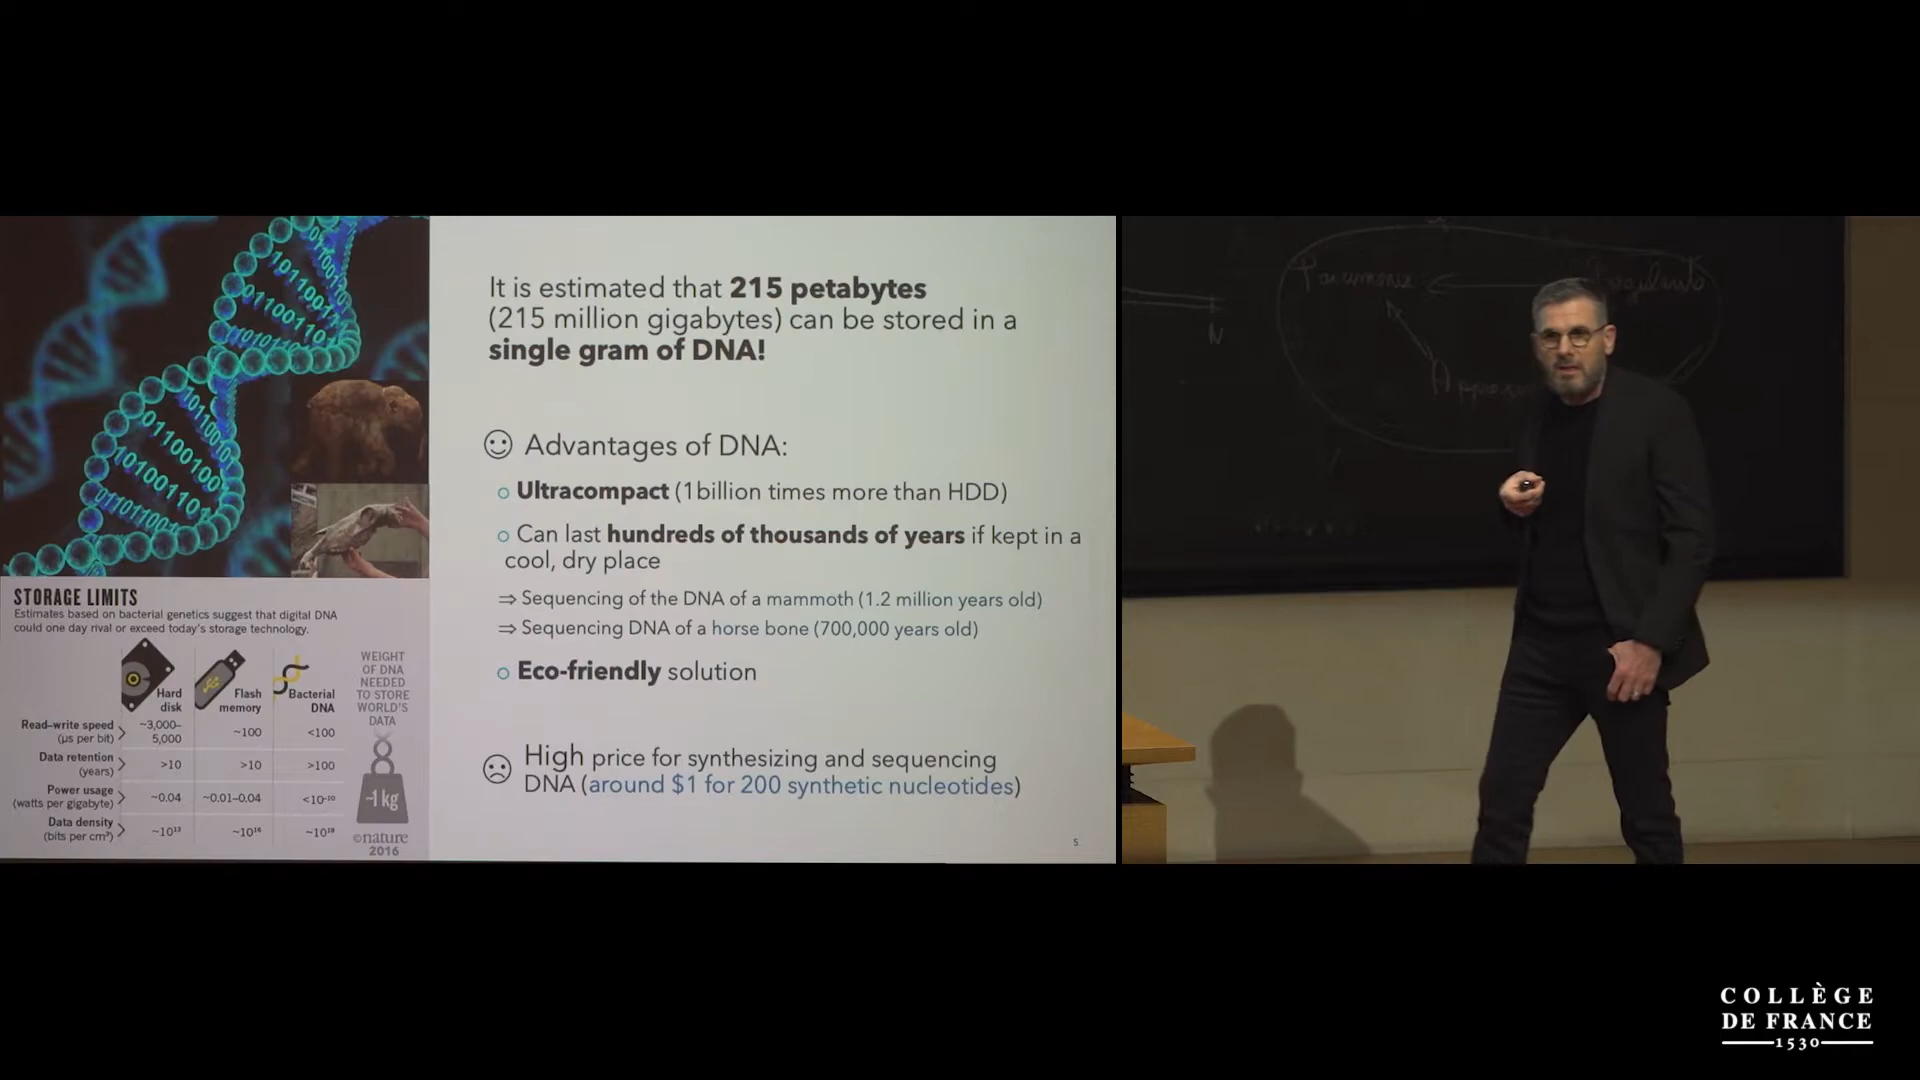 It is estimated that 215 petabytes
(215 million gigabytes) can be stored in a
single gram of DNA!
Advantages of DNA:
Ultracompact (1billion times more than HDD)
Can last hundreds of thousands of years if kept in a
cool, dry place
⇒ Sequencing of the DNA of a mammoth (1.2 million years old)
⇒ Sequencing DNA of a horse bone (700,000 years old)
Eco-friendly solution
High price for synthesizing and sequencing
DNA (around $1 for 200 synthetic nucleotides)
5
STORAGE LIMITS
Estimates based on bacterial genetics suggest that digital DNA
could one day rival or exceed today's storage technology.
Hard
disk
Flash
memory
Bacterial
DNA
WEIGHT
OF DNA
NEEDED
TO STORE
WORLD'S
DATA
~1 kg
Read–write speed
(µs per bit)
~3,000–
5,000
~100
<100
Data retention
(years)
>10
>10
>100
Power usage
(watts per gigabyte)
~0.04
~0.01–0.04
<10⁻¹⁰
Data density
(bits per cm³)
~10¹³
~10¹⁶
~10¹⁹
©nature
2016
N
COLLÈGE
DE FRANCE
1530